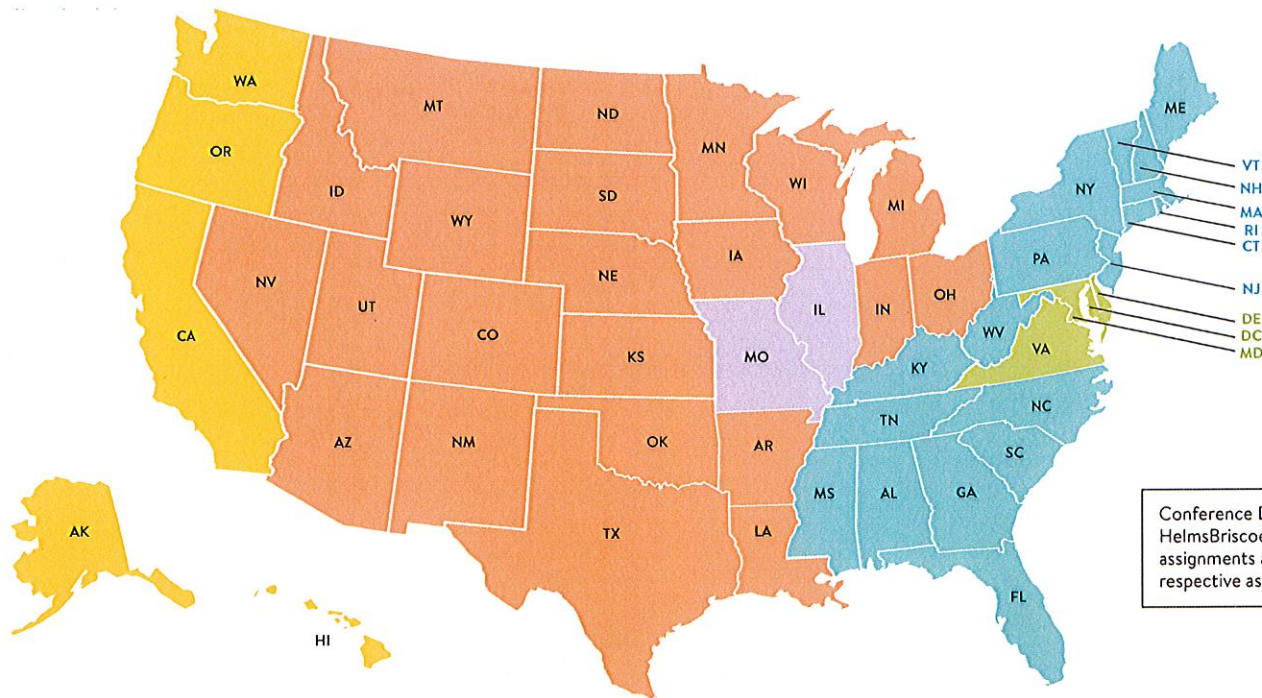 WA
MT
ND
MN
ME
OR
ID
SD
WI
MI
NY
VT
NH
MA
RI
CT
WY
IA
PA
NJ
NV
UT
NE
IL
IN
OH
DE
DC
MD
CA
CO
KS
MO
WV
VA
KY
AZ
NM
OK
AR
TN
NC
SC
TX
LA
MS
AL
GA
FL
AK
HI
Conference D
HelmsBriscoe
assignments a
respective as